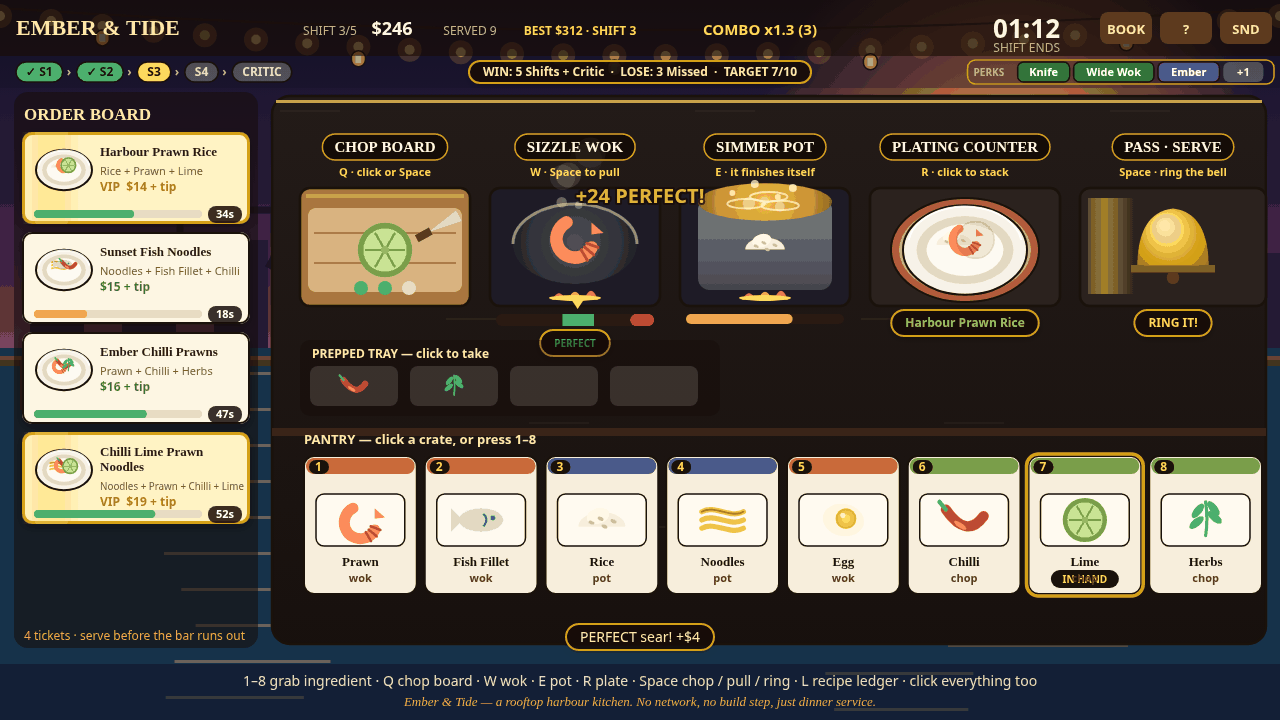 EMBER & TIDE
SHIFT 3/5 $246 SERVED 9 BEST $312 · SHIFT 3 COMBO x1.3 (3)
01:12
SHIFT ENDS
BOOK ? SND
✓ S1 › ✓ S2 › S3 › S4 › CRITIC
WIN: 5 Shifts + Critic · LOSE: 3 Missed · TARGET 7/10
PERKS Knife Wide Wok Ember +1
ORDER BOARD
Harbour Prawn Rice
Rice + Prawn + Lime
VIP $14 + tip
34s
Sunset Fish Noodles
Noodles + Fish Fillet + Chilli
$15 + tip
18s
Ember Chilli Prawns
Prawn + Chilli + Herbs
$16 + tip
47s
Chilli Lime Prawn
Noodles
Noodles + Prawn + Chilli + Lime
VIP $19 + tip
52s
4 tickets · serve before the bar runs out
CHOP BOARD SIZZLE WOK SIMMER POT PLATING COUNTER PASS · SERVE
Q · click or Space W · Space to pull E · it finishes itself R · click to stack Space · ring the bell
+24 PERFECT!
Harbour Prawn Rice RING IT!
PERFECT
PREPPED TRAY — click to take
PANTRY — click a crate, or press 1–8
1 2 3 4 5 6 7 8
Prawn Fish Fillet Rice Noodles Egg Chilli Lime Herbs
wok wok pot pot wok chop IN HAND chop
PERFECT sear! +$4
1–8 grab ingredient · Q chop board · W wok · E pot · R plate · Space chop / pull / ring · L recipe ledger · click everything too
Ember & Tide — a rooftop harbour kitchen. No network, no build step, just dinner service.